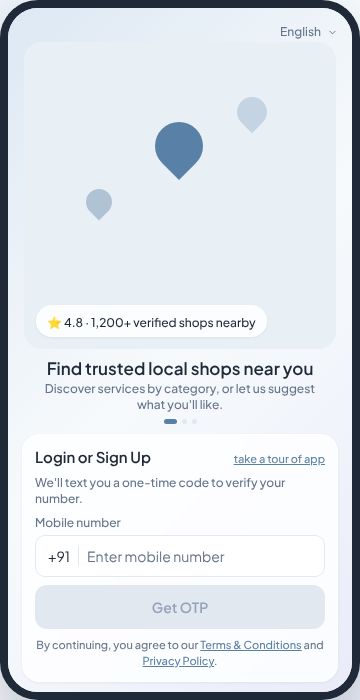 English
⭐ 4.8 · 1,200+ verified shops nearby
Find trusted local shops near you
Discover services by category, or let us suggest
what you'll like.
Login or Sign Up
take a tour of app
We'll text you a one-time code to verify your
number.
Mobile number
+91 Enter mobile number
Get OTP
By continuing, you agree to our Terms & Conditions and
Privacy Policy.